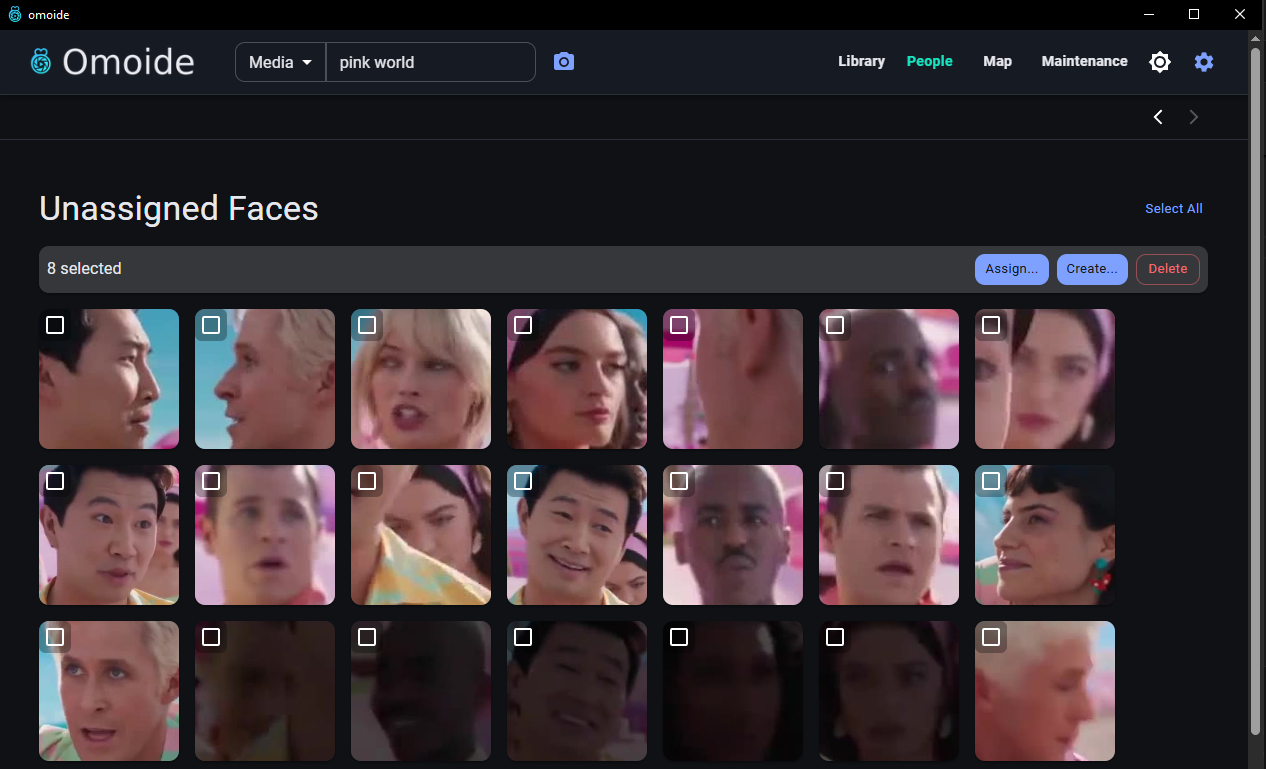 omoide
Omoide
Media
pink world
Library
People
Map
Maintenance
Unassigned Faces
Select All
8 selected
Assign...
Create...
Delete